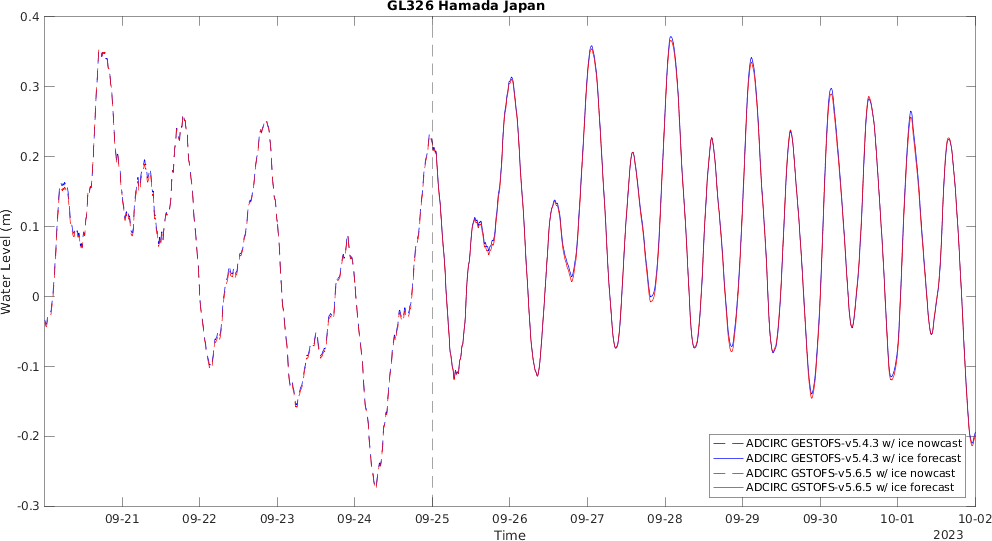 GL326 Hamada Japan
0.4
0.3
0.2
0.1
0
-0.1
-0.2
-0.3
Water Level (m)
09-21 09-22 09-23 09-24 09-25 09-26 09-27 09-28 09-29 09-30 10-01 10-02
2023
Time
ADCIRC GESTOFS-v5.4.3 w/ ice nowcast
ADCIRC GESTOFS-v5.4.3 w/ ice forecast
ADCIRC GSTOFS-v5.6.5 w/ ice nowcast
ADCIRC GSTOFS-v5.6.5 w/ ice forecast